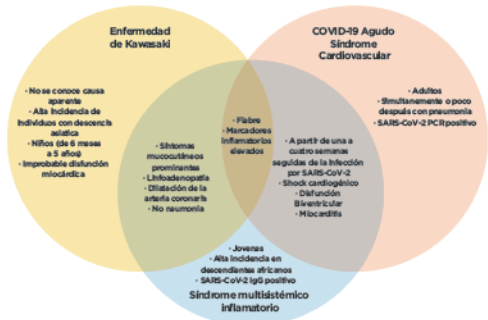 Enfermedad
de Kawasaki
· No se conoce causa
aparente
· Alta incidencia de
individuos con descencia
asiatica
· Niños (de 6 meses
a 5 años)
· Improbable disfunción
miocárdica
COVID-19 Agudo
Síndrome
Cardiovascular
· Adultos
· Simultanemente o poco
después con pneumonia
· SARS-CoV-2 PCR positivo
· Fiebre
· Marcadores
inflamatorios
elevados
· Síntomas
mucocutáneos
prominentes
· Linfoadenopatía
· Dilatación de la
arteria coronaris
· No neumonía
· A partir de una a
cuatro semanas
seguidas de la infección
por SARS-CoV-2
· Shock cardiogénico
· Disfunción
Biventricular
· Miocarditis
· Jovenas
· Alta incidencia en
descendientes africanos
· SARS-CoV-2 IgG positivo
Síndrome multisistémico
inflamatorio